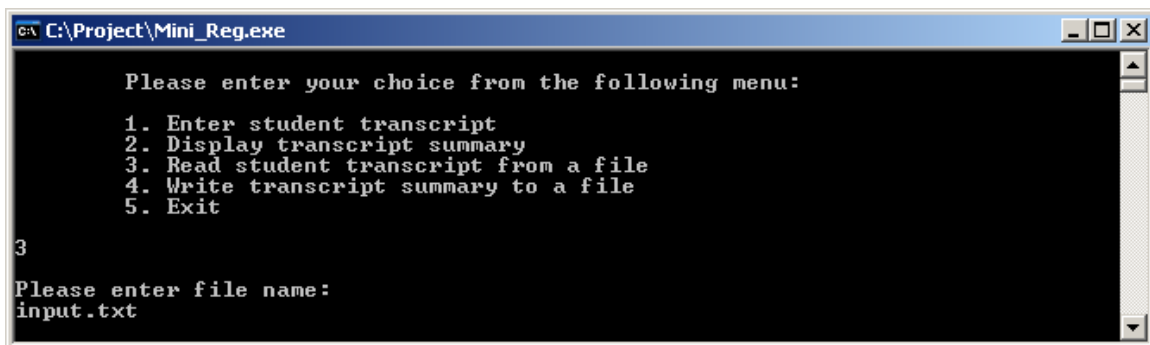 C:\Project\Mini_Reg.exe
Please enter your choice from the following menu:
1. Enter student transcript
2. Display transcript summary
3. Read student transcript from a file
4. Write transcript summary to a file
5. Exit
3
Please enter file name:
input.txt